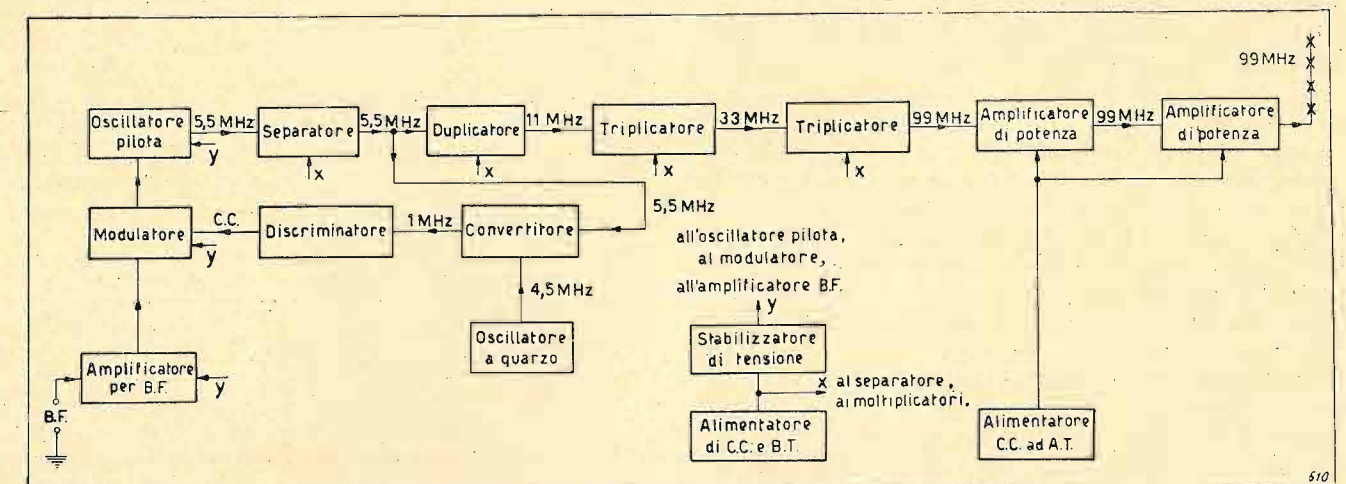 99 MHz
Oscillatore
pilota
5,5 MHz
y
Separatore
x
5,5 MHz
Duplicatore
x
11 MHz
Triplicatore
x
33 MHz
Triplicatore
x
99 MHz
Amplificatore
di potenza
99 MHz
Amplificatore
di potenza
Modulatore
y
C.C.
Discriminatore
1 MHz
Convertitore
5,5 MHz
4,5 MHz
Oscillatore
a quarzo
all'oscillatore pilota,
al modulatore,
all'amplificatore B.F.
y
Stabilizzatore
di tensione
x al separatore,
ai moltiplicatori.
Alimentatore
di C.C. e B.T.
Alimentatore
C.C. ad A.T.
Amplificatore
per B.F.
y
B.F.
510